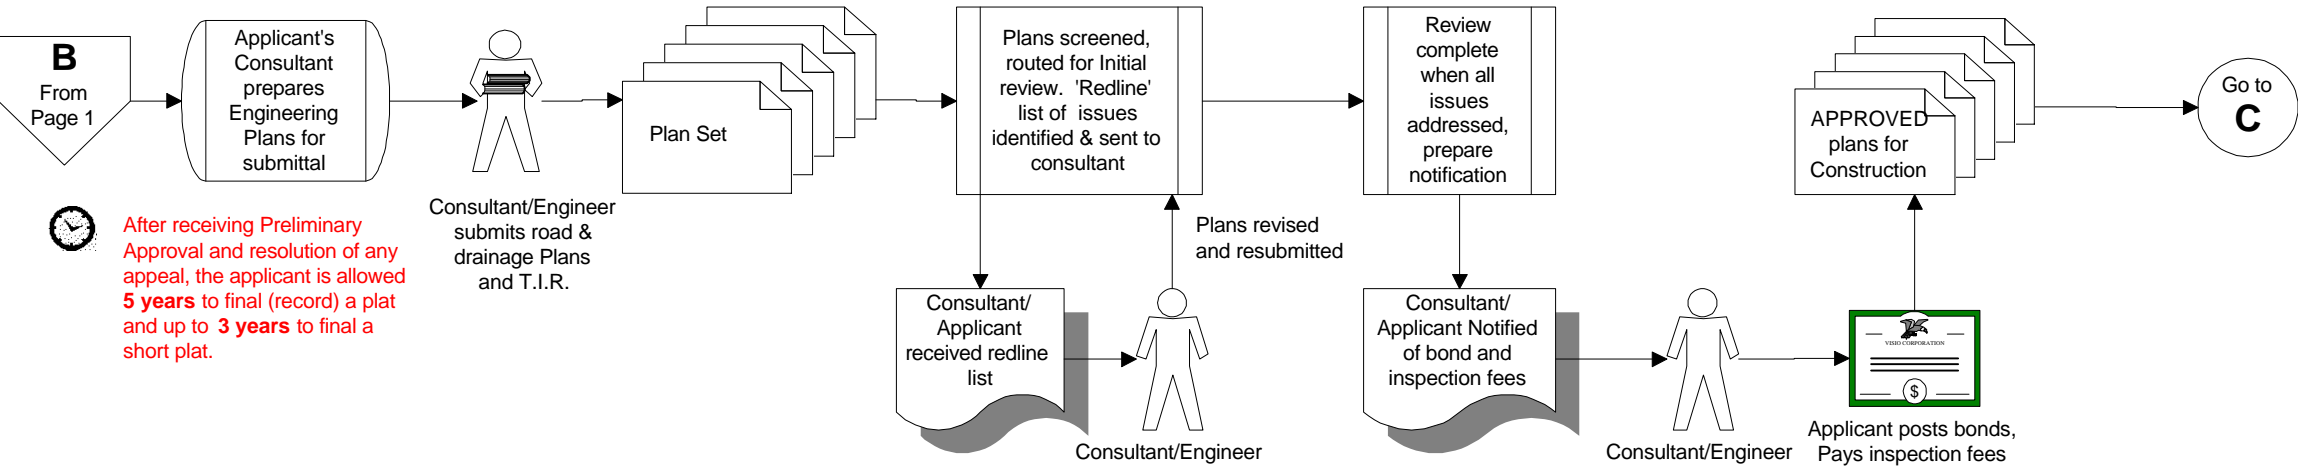 B
From
Page 1
Applicant's
Consultant
prepares
Engineering
Plans for
submittal
After receiving Preliminary
Approval and resolution of any
appeal, the applicant is allowed
5 years to final (record) a plat
and up to 3 years to final a
short plat.
Consultant/Engineer
submits road &
drainage Plans
and T.I.R.
Plan Set
Plans screened,
routed for Initial
review. 'Redline'
list of issues
identified & sent to
consultant
Plans revised
and resubmitted
Consultant/
Applicant
received redline
list
Consultant/Engineer
Review
complete
when all
issues
addressed,
prepare
notification
Consultant/
Applicant Notified
of bond and
inspection fees
Consultant/Engineer
VISIO CORPORATION
$
Applicant posts bonds,
Pays inspection fees
APPROVED
plans for
Construction
Go to
C